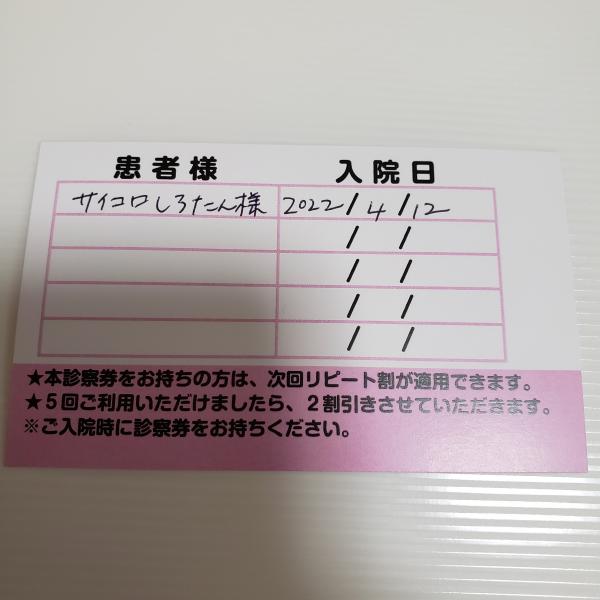 患者様 入院日
サイコロしろたん様 2022/4/12
/ /
/ /
/ /
/ /
★本診察券をお持ちの方は、次回リピート割が適用できます。
★5回ご利用いただけましたら、2割引きさせていただきます。
※ご入院時に診察券をお持ちください。